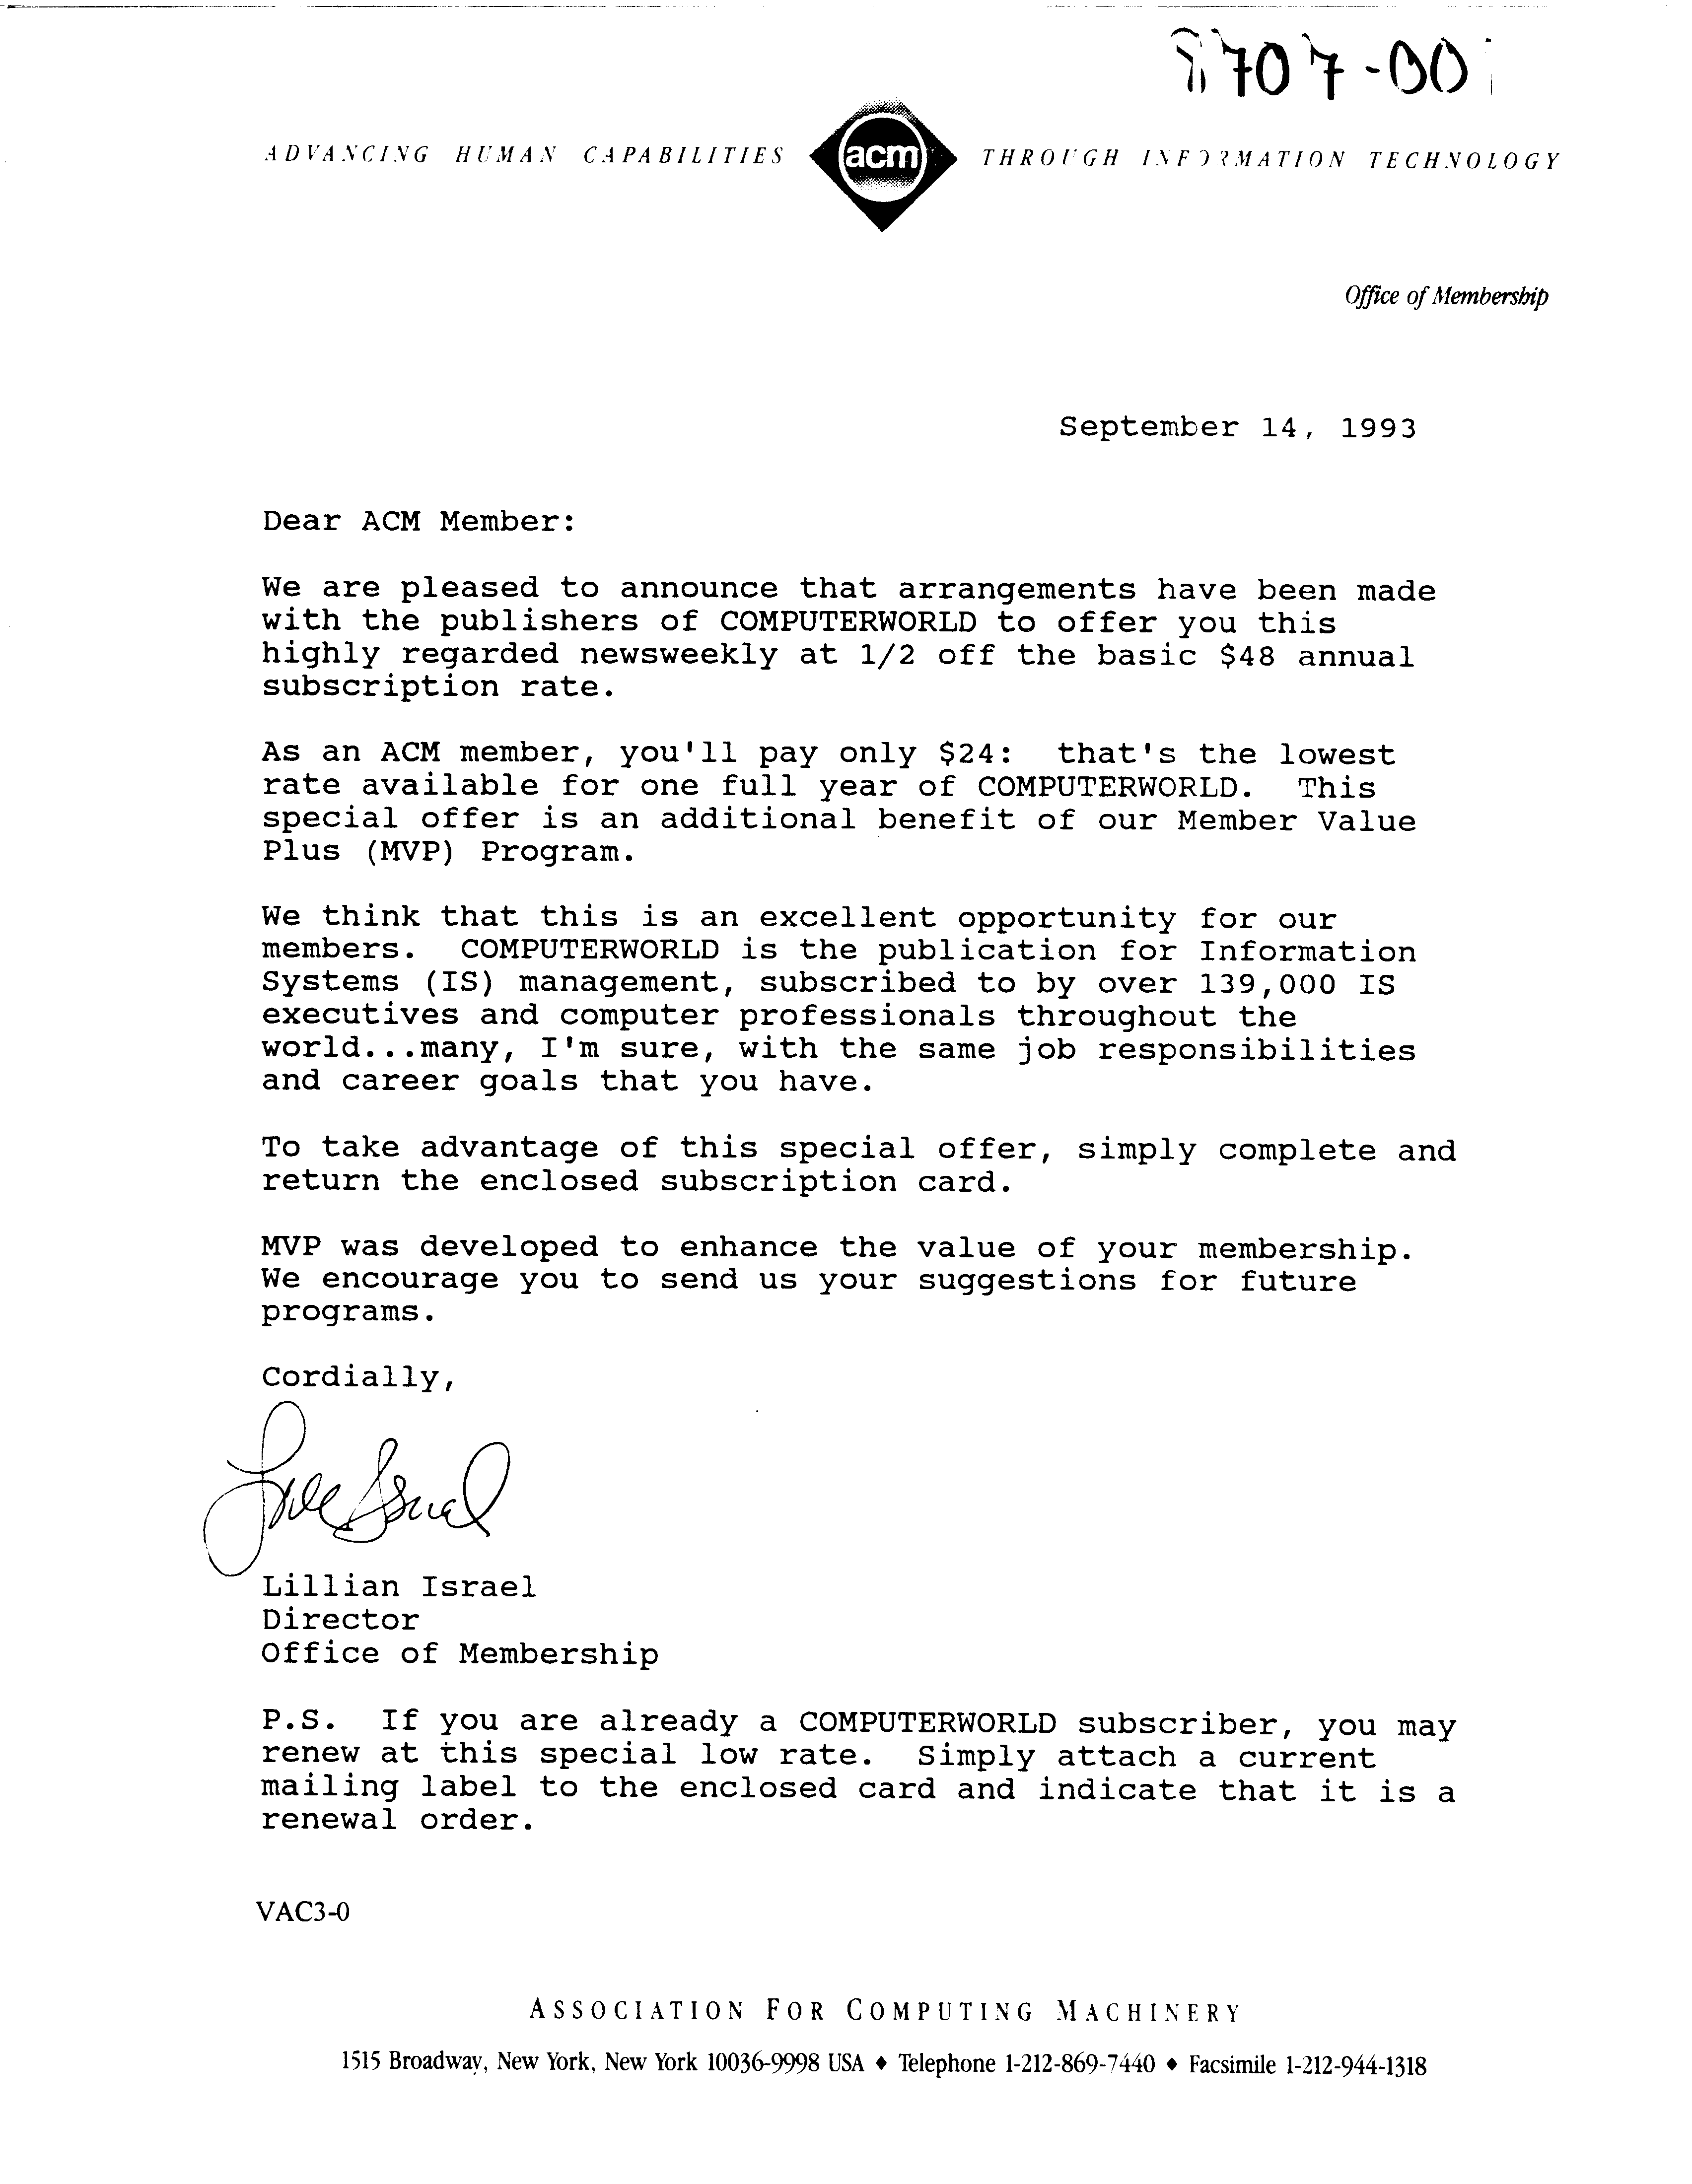 8707-00
ADVANCING HUMAN CAPABILITIES acm THROUGH INFORMATION TECHNOLOGY
Office of Membership
September 14, 1993
Dear ACM Member:
We are pleased to announce that arrangements have been made
with the publishers of COMPUTERWORLD to offer you this
highly regarded newsweekly at 1/2 off the basic $48 annual
subscription rate.
As an ACM member, you'll pay only $24:  that's the lowest
rate available for one full year of COMPUTERWORLD.  This
special offer is an additional benefit of our Member Value
Plus (MVP) Program.
We think that this is an excellent opportunity for our
members.  COMPUTERWORLD is the publication for Information
Systems (IS) management, subscribed to by over 139,000 IS
executives and computer professionals throughout the
world...many, I'm sure, with the same job responsibilities
and career goals that you have.
To take advantage of this special offer, simply complete and
return the enclosed subscription card.
MVP was developed to enhance the value of your membership.
We encourage you to send us your suggestions for future
programs.
Cordially,
Lillian Israel
Director
Office of Membership
P.S.  If you are already a COMPUTERWORLD subscriber, you may
renew at this special low rate.  Simply attach a current
mailing label to the enclosed card and indicate that it is a
renewal order.
VAC3-0
ASSOCIATION FOR COMPUTING MACHINERY
1515 Broadway, New York, New York 10036-9998 USA ♦ Telephone 1-212-869-7440 ♦ Facsimile 1-212-944-1318